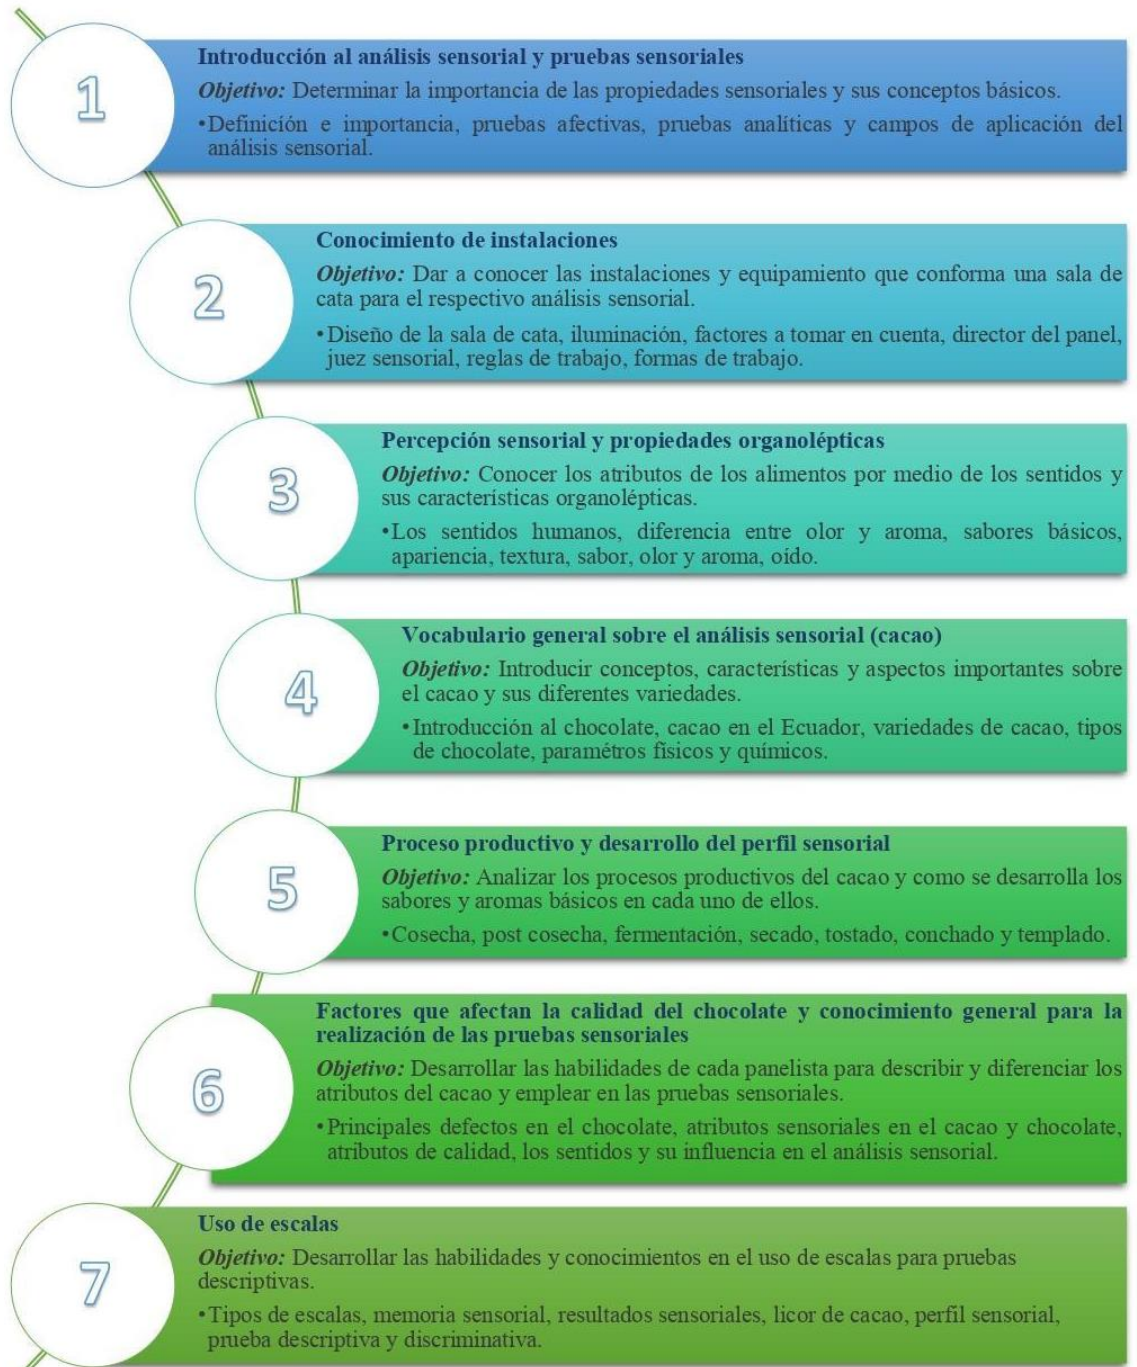 1
Introducción al análisis sensorial y pruebas sensoriales
Objetivo: Determinar la importancia de las propiedades sensoriales y sus conceptos básicos.
•Definición e importancia, pruebas afectivas, pruebas analíticas y campos de aplicación del
análisis sensorial.
2
Conocimiento de instalaciones
Objetivo: Dar a conocer las instalaciones y equipamiento que conforma una sala de
cata para el respectivo análisis sensorial.
•Diseño de la sala de cata, iluminación, factores a tomar en cuenta, director del panel,
juez sensorial, reglas de trabajo, formas de trabajo.
3
Percepción sensorial y propiedades organolépticas
Objetivo: Conocer los atributos de los alimentos por medio de los sentidos y
sus características organolépticas.
•Los sentidos humanos, diferencia entre olor y aroma, sabores básicos,
apariencia, textura, sabor, olor y aroma, oído.
4
Vocabulario general sobre el análisis sensorial (cacao)
Objetivo: Introducir conceptos, características y aspectos importantes sobre
el cacao y sus diferentes variedades.
•Introducción al chocolate, cacao en el Ecuador, variedades de cacao, tipos
de chocolate, paramétros físicos y químicos.
5
Proceso productivo y desarrollo del perfil sensorial
Objetivo: Analizar los procesos productivos del cacao y como se desarrolla los
sabores y aromas básicos en cada uno de ellos.
•Cosecha, post cosecha, fermentación, secado, tostado, conchado y templado.
6
Factores que afectan la calidad del chocolate y conocimiento general para la
realización de las pruebas sensoriales
Objetivo: Desarrollar las habilidades de cada panelista para describir y diferenciar los
atributos del cacao y emplear en las pruebas sensoriales.
•Principales defectos en el chocolate, atributos sensoriales en el cacao y chocolate,
atributos de calidad, los sentidos y su influencia en el análisis sensorial.
7
Uso de escalas
Objetivo: Desarrollar las habilidades y conocimientos en el uso de escalas para pruebas
descriptivas.
•Tipos de escalas, memoria sensorial, resultados sensoriales, licor de cacao, perfil sensorial,
prueba descriptiva y discriminativa.